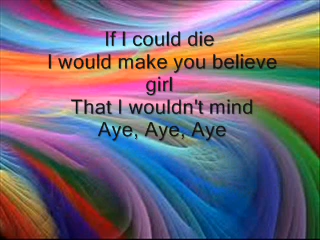 If I could die
I would make you believe
girl
That I wouldn't mind
Aye, Aye, Aye